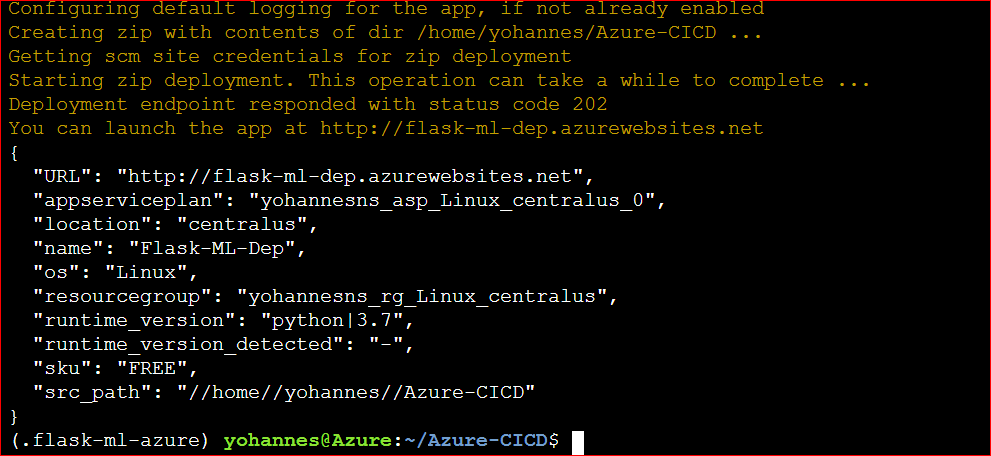 Configuring default logging for the app, if not already enabled
Creating zip with contents of dir /home/yohannes/Azure-CICD ...
Getting scm site credentials for zip deployment
Starting zip deployment. This operation can take a while to complete ...
Deployment endpoint responded with status code 202
You can launch the app at http://flask-ml-dep.azurewebsites.net
{
  "URL": "http://flask-ml-dep.azurewebsites.net",
  "appserviceplan": "yohannesns_asp_Linux_centralus_0",
  "location": "centralus",
  "name": "Flask-ML-Dep",
  "os": "Linux",
  "resourcegroup": "yohannesns_rg_Linux_centralus",
  "runtime_version": "python|3.7",
  "runtime_version_detected": "-",
  "sku": "FREE",
  "src_path": "//home//yohannes//Azure-CICD"
}
(.flask-ml-azure) yohannes@Azure:~/Azure-CICD$